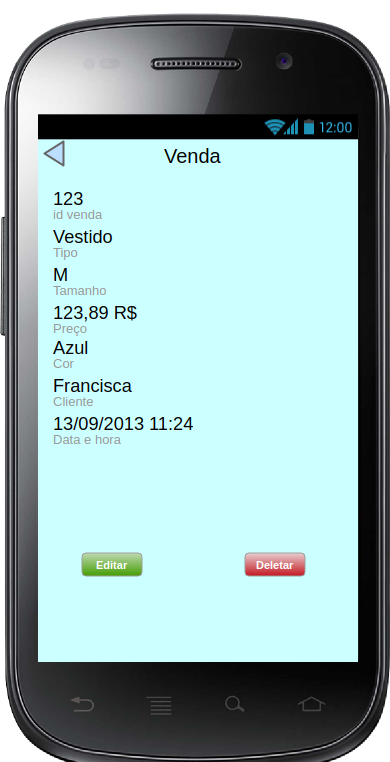 12:00
Venda
123
id venda
Vestido
Tipo
M
Tamanho
123,89 R$
Preço
Azul
Cor
Francisca
Cliente
13/09/2013 11:24
Data e hora
Editar Deletar